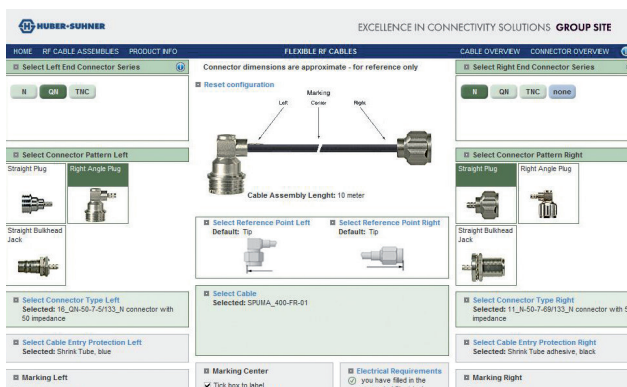 HUBER+SUHNER
EXCELLENCE IN CONNECTIVITY SOLUTIONS GROUP SITE
HOME RF CABLE ASSEMBLIES PRODUCT INFO
FLEXIBLE RF CABLES
CABLE OVERVIEW CONNECTOR OVERVIEW
Select Left End Connector Series
N QN TNC
Select Connector Pattern Left
Straight Plug
Right Angle Plug
Straight Bulkhead
Jack
Select Connector Type Left
Selected: 16_QN-50-7-5/133_N connector with
50 impedance
Select Cable Entry Protection Left
Selected: Shrink Tube, blue
Marking Left
Connector dimensions are approximate - for reference only
Reset configuration
Marking
Left Center Right
Cable Assembly Lenght: 10 meter
Select Reference Point Left
Default: Tip
Select Reference Point Right
Default: Tip
Select Cable
Selected: SPUMA_400-FR-01
Marking Center
Tick box to label
Electrical Requirements
you have filled in the
Select Right End Connector Series
N QN TNC none
Select Connector Pattern Right
Straight Plug
Right Angle Plug
Straight Bulkhead
Jack
Select Connector Type Right
Selected: 11_N-50-7-69/133_N connector with 5
impedance
Select Cable Entry Protection Right
Selected: Shrink Tube adhesive, black
Marking Right